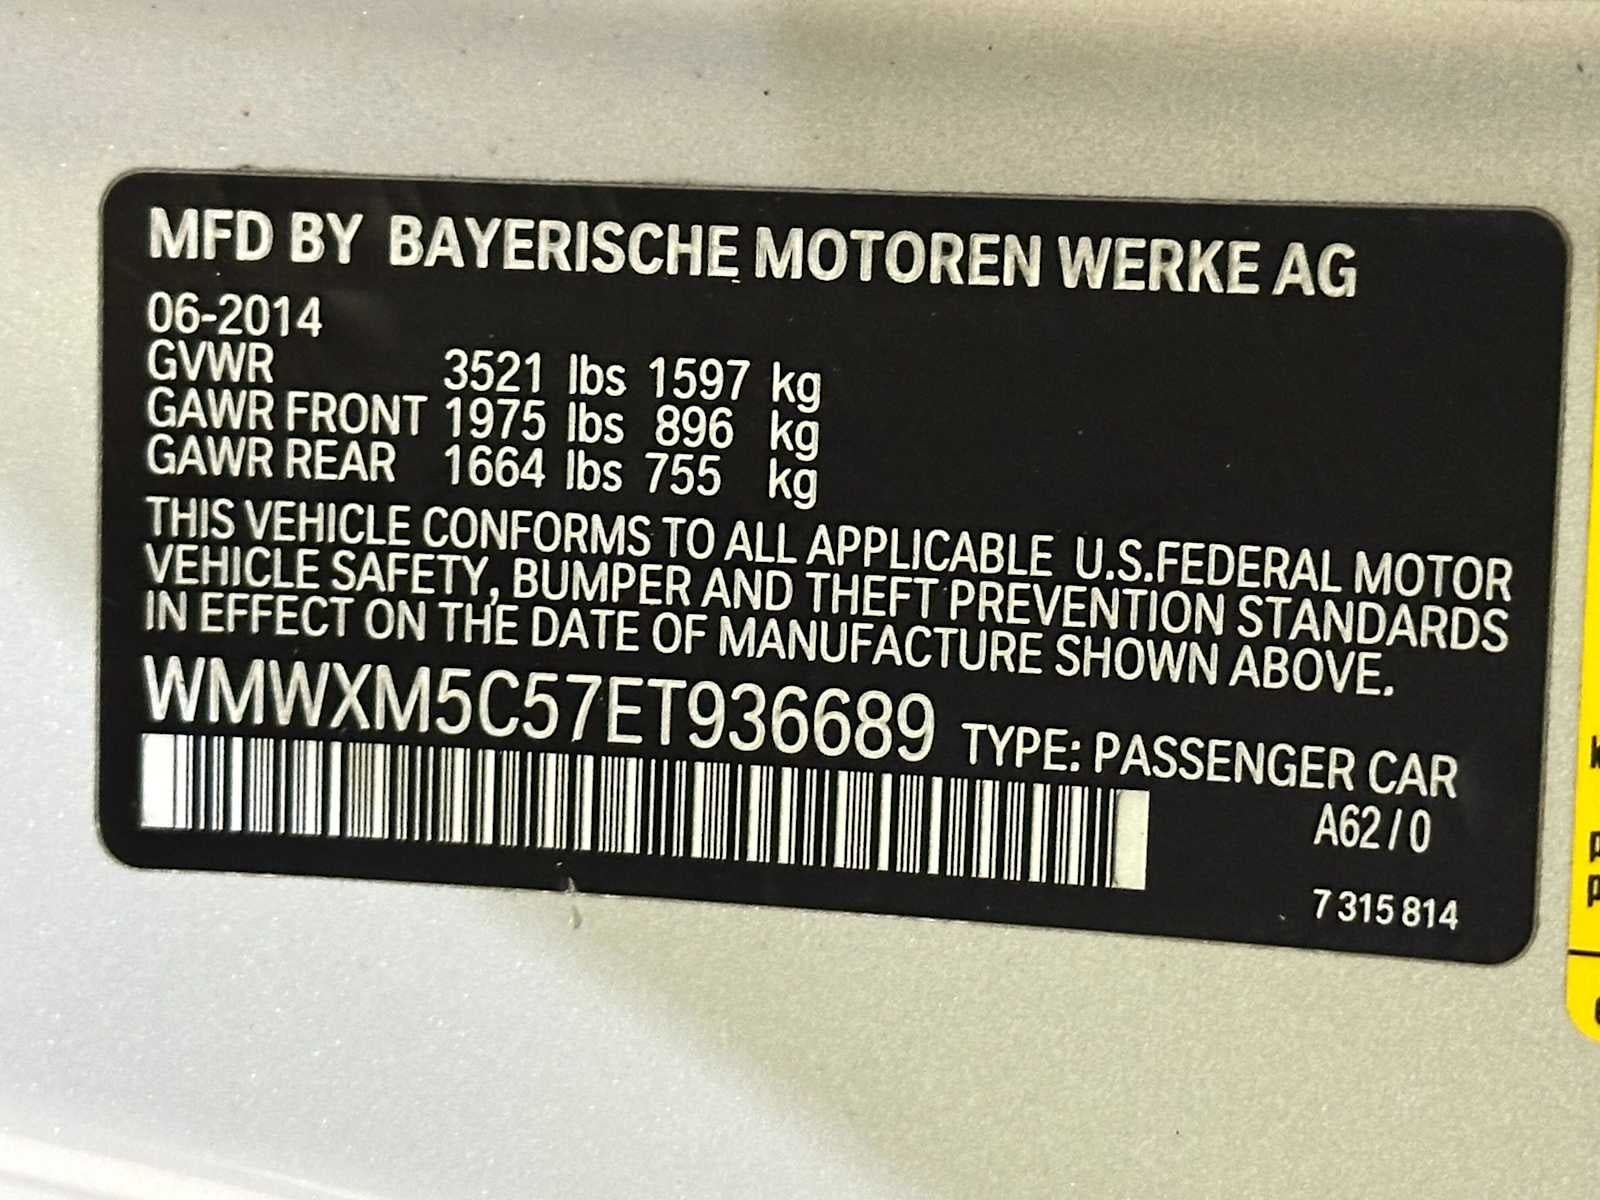 MFD BY BAYERISCHE MOTOREN WERKE AG
06-2014
GVWR 3521 lbs 1597 kg
GAWR FRONT 1975 lbs 896 kg
GAWR REAR 1664 lbs 755 kg
THIS VEHICLE CONFORMS TO ALL APPLICABLE U.S.FEDERAL MOTOR
VEHICLE SAFETY, BUMPER AND THEFT PREVENTION STANDARDS
IN EFFECT ON THE DATE OF MANUFACTURE SHOWN ABOVE.
WMWXM5C57ET936689 TYPE: PASSENGER CAR
A62/0
7 315 814